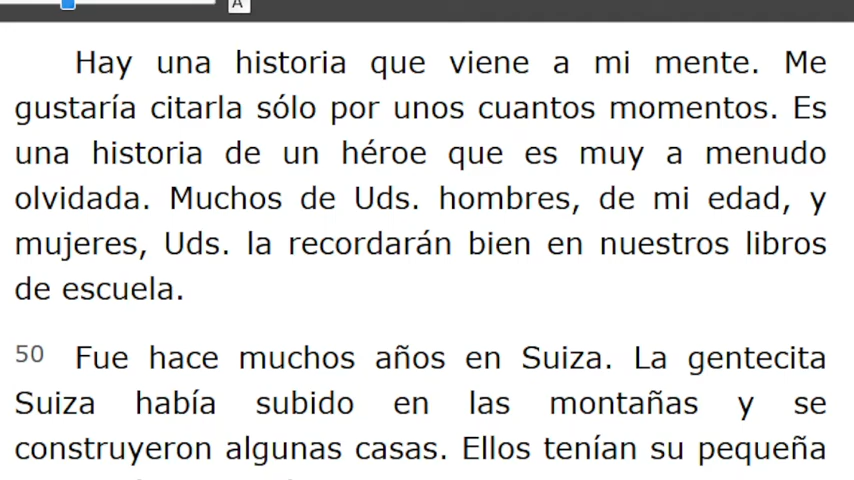 A
Hay una historia que viene a mi mente. Me
gustaría citarla sólo por unos cuantos momentos. Es
una historia de un héroe que es muy a menudo
olvidada. Muchos de Uds. hombres, de mi edad, y
mujeres, Uds. la recordarán bien en nuestros libros
de escuela.
50 Fue hace muchos años en Suiza. La gentecita
Suiza había subido en las montañas y se
construyeron algunas casas. Ellos tenían su pequeña